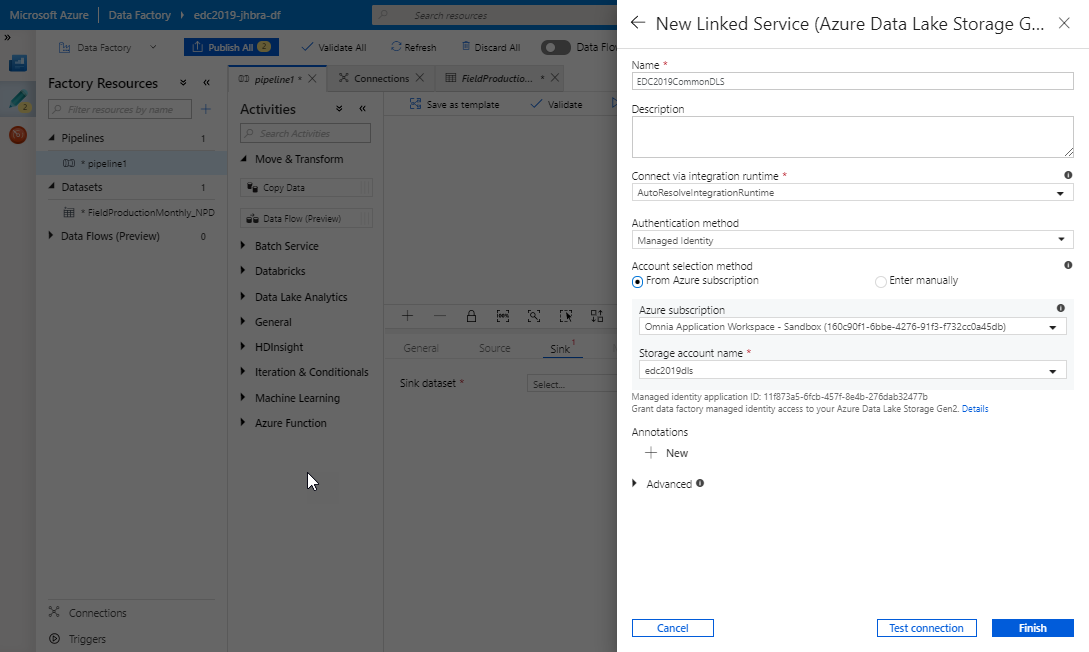 Microsoft Azure Data Factory edc2019-jhbra-df Search resources
» Data Factory Publish All 2 Validate All Refresh Discard All Data Flo
Factory Resources
Filter resources by name
Pipelines 1
* pipeline1
Datasets 1
* FieldProductionMonthly_NPD
Data Flows (Preview) 0
Connections
Triggers
2
pipeline1 * Connections FieldProductio... *
Activities
Search Activities
Move & Transform
Copy Data
Data Flow (Preview)
Batch Service
Databricks
Data Lake Analytics
General
HDInsight
Iteration & Conditionals
Machine Learning
Azure Function
Save as template Validate
General Source Sink 1
Sink dataset * Select...
New Linked Service (Azure Data Lake Storage G...
Name *
EDC2019CommonDLS
Description
Connect via integration runtime *
AutoResolveIntegrationRuntime
Authentication method
Managed Identity
Account selection method
From Azure subscription Enter manually
Azure subscription
Omnia Application Workspace - Sandbox (160c90f1-6bbe-4276-91f3-f732cc0a45db)
Storage account name *
edc2019dls
Managed identity application ID: 11f873a5-6fcb-457f-8e4b-276dab32477b
Grant data factory managed identity access to your Azure Data Lake Storage Gen2. Details
Annotations
New
Advanced
Cancel Test connection Finish